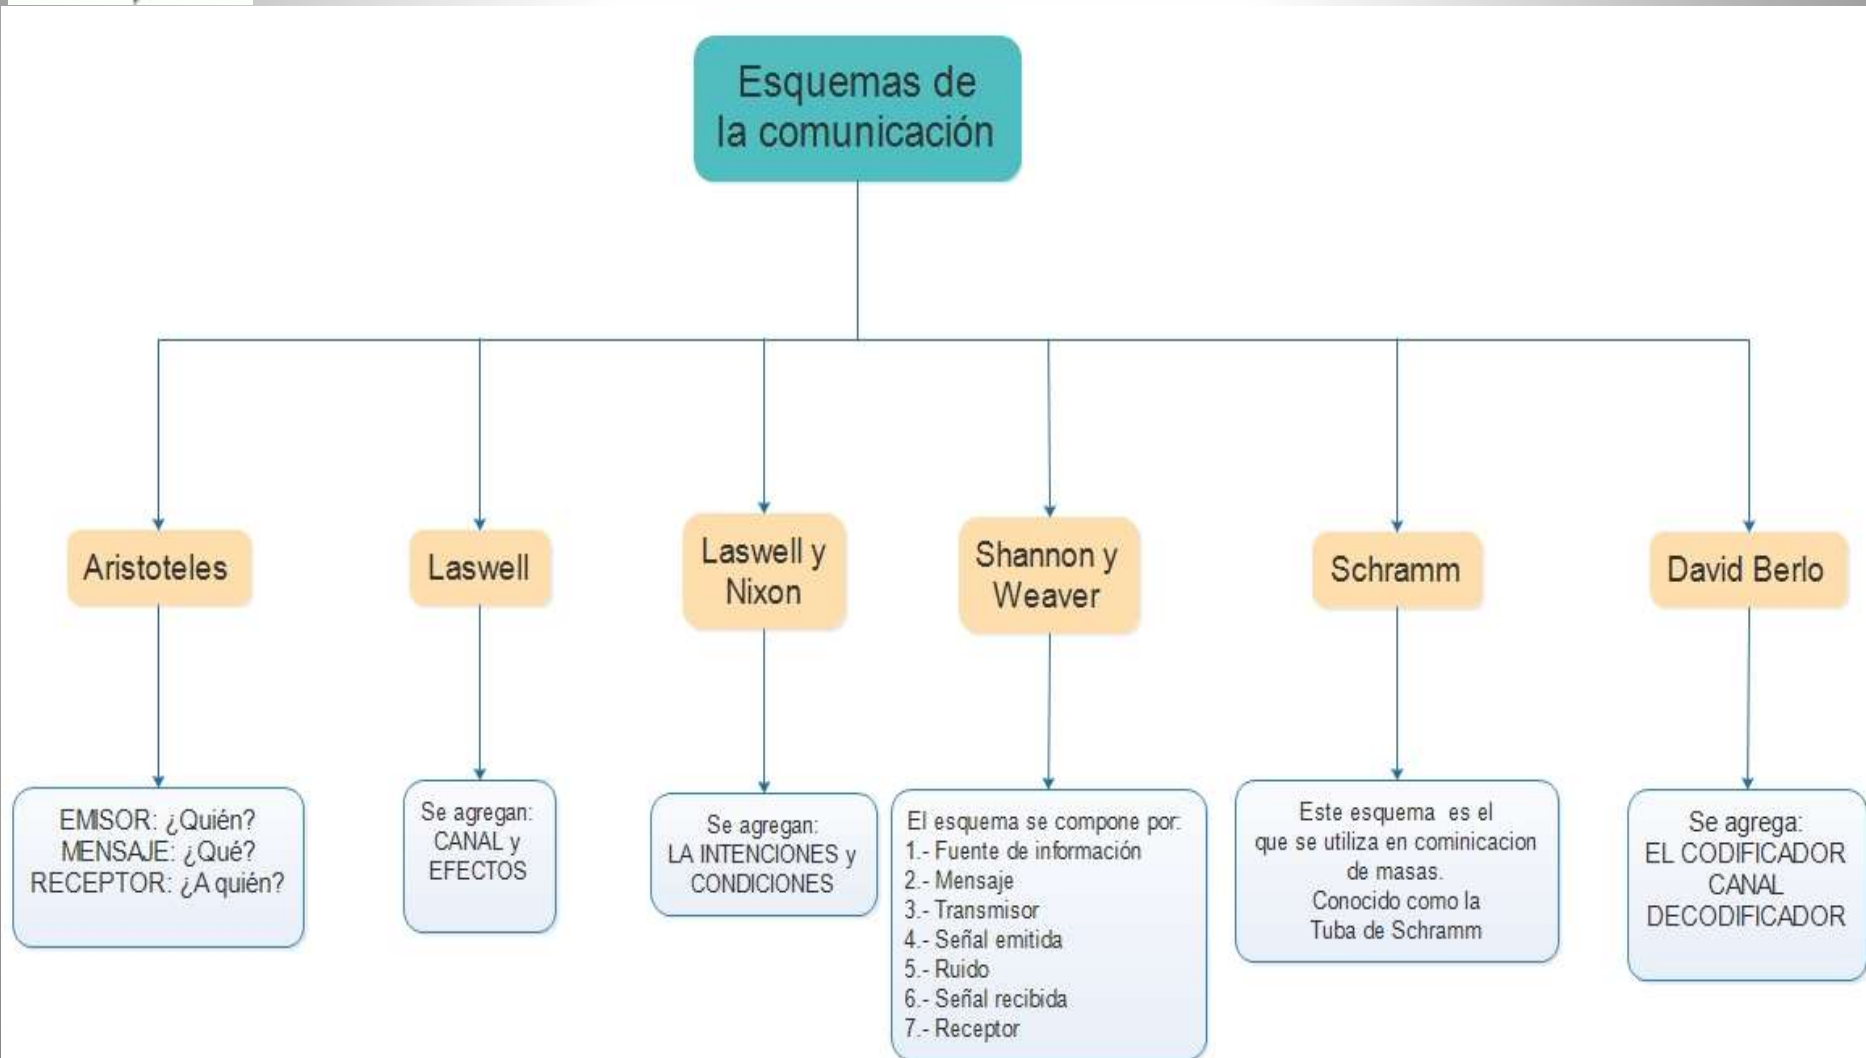 Esquemas de
la comunicación
Aristoteles
Laswell
Laswell y
Nixon
Shannon y
Weaver
Schramm
David Berlo
EMISOR: ¿Quién?
MENSAJE: ¿Qué?
RECEPTOR: ¿A quién?
Se agregan:
CANAL y
EFECTOS
Se agregan:
LA INTENCIONES y
CONDICIONES
El esquema se compone por:
1.- Fuente de información
2.- Mensaje
3.- Transmisor
4.- Señal emitida
5.- Ruido
6.- Señal recibida
7.- Receptor
Este esquema es el
que se utiliza en cominicacion
de masas.
Conocido como la
Tuba de Schramm
Se agrega:
EL CODIFICADOR
CANAL
DECODIFICADOR